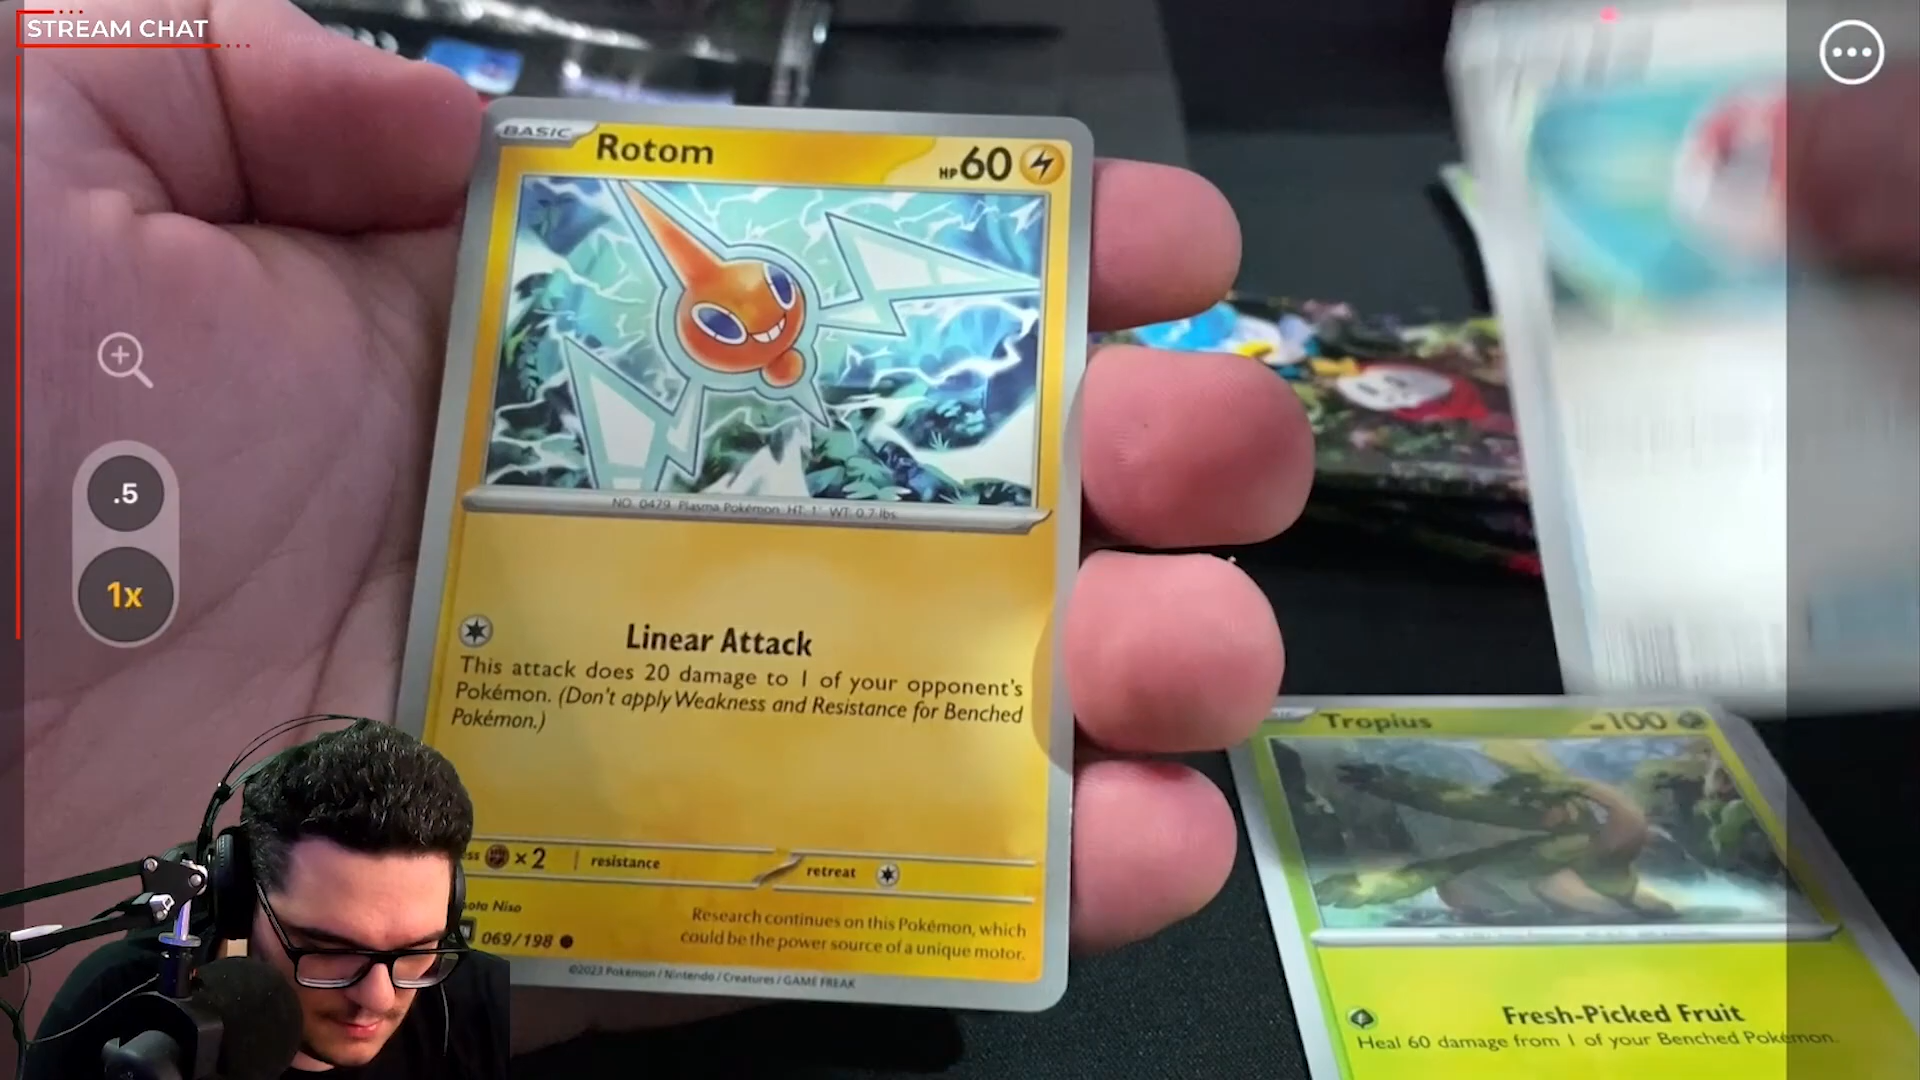 STREAM CHAT
BASIC
Rotom
HP 60
NO. 0479 Plasma Pokémon HT: 1' WT: 0.7 lbs.
Linear Attack
This attack does 20 damage to 1 of your opponent's
Pokémon. (Don't apply Weakness and Resistance for Benched
Pokémon.)
×2 resistance
retreat
Niso
069/198
Research continues on this Pokémon, which
could be the power source of a unique motor.
©2023 Pokémon / Nintendo / Creatures / GAME FREAK
.5
1x
Tropius
100
Fresh-Picked Fruit
Heal 60 damage from 1 of your Benched Pokémon.